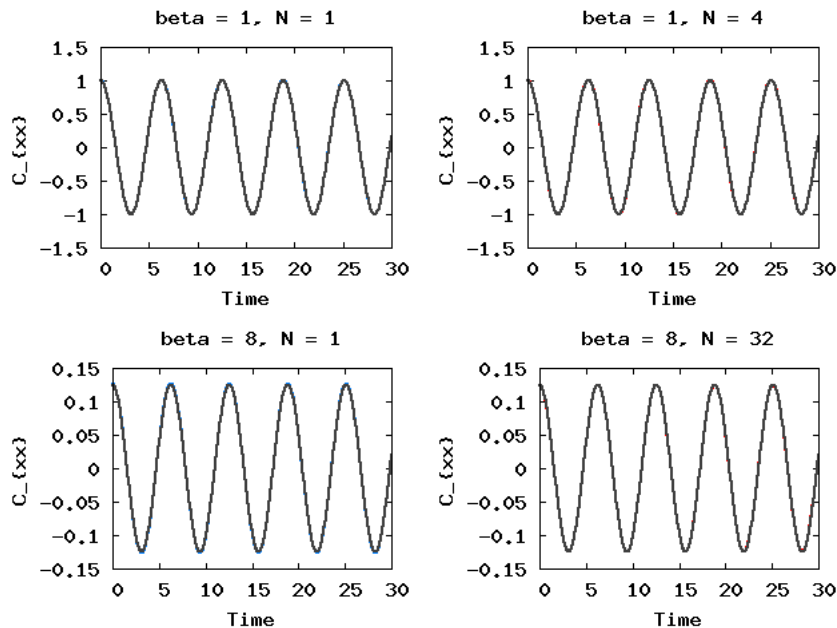 beta = 1, N = 1
1.5
1
0.5
0
−0.5
−1
−1.5
C_{xx}
0 5 10 15 20 25 30
Time
beta = 1, N = 4
1.5
1
0.5
0
−0.5
−1
−1.5
C_{xx}
0 5 10 15 20 25 30
Time
beta = 8, N = 1
0.15
0.1
0.05
0
−0.05
−0.1
−0.15
C_{xx}
0 5 10 15 20 25 30
Time
beta = 8, N = 32
0.15
0.1
0.05
0
−0.05
−0.1
−0.15
C_{xx}
0 5 10 15 20 25 30
Time